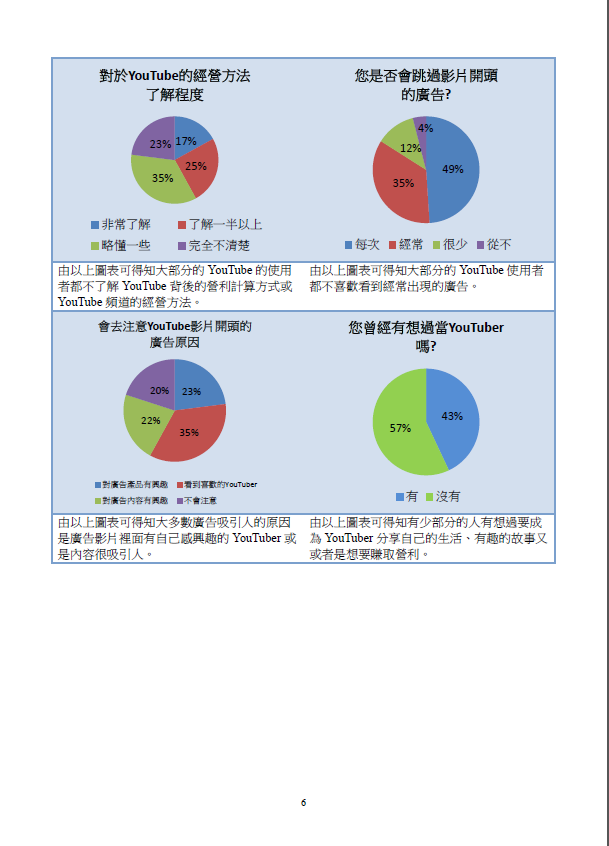 對於YouTube的經營方法
了解程度
17%
25%
35%
23%
非常了解
了解一半以上
略懂一些
完全不清楚
您是否會跳過影片開頭
的廣告?
49%
35%
12%
4%
每次
經常
很少
從不
由以上圖表可得知大部分的 YouTube 的使用
者都不了解 YouTube 背後的營利計算方式或
YouTube 頻道的經營方法。
由以上圖表可得知大部分的 YouTube 使用者
都不喜歡看到經常出現的廣告。
會去注意YouTube影片開頭的
廣告原因
23%
35%
22%
20%
對廣告產品有興趣
看到喜歡的YouTuber
對廣告內容有興趣
不會注意
您曾經有想過當YouTuber
嗎?
43%
57%
有
沒有
由以上圖表可得知大多數廣告吸引人的原因
是廣告影片裡面有自己感興趣的 YouTuber 或
是內容很吸引人。
由以上圖表可得知有少部分的人有想過要成
為 YouTuber 分享自己的生活、有趣的故事又
或者是想要賺取營利。
6